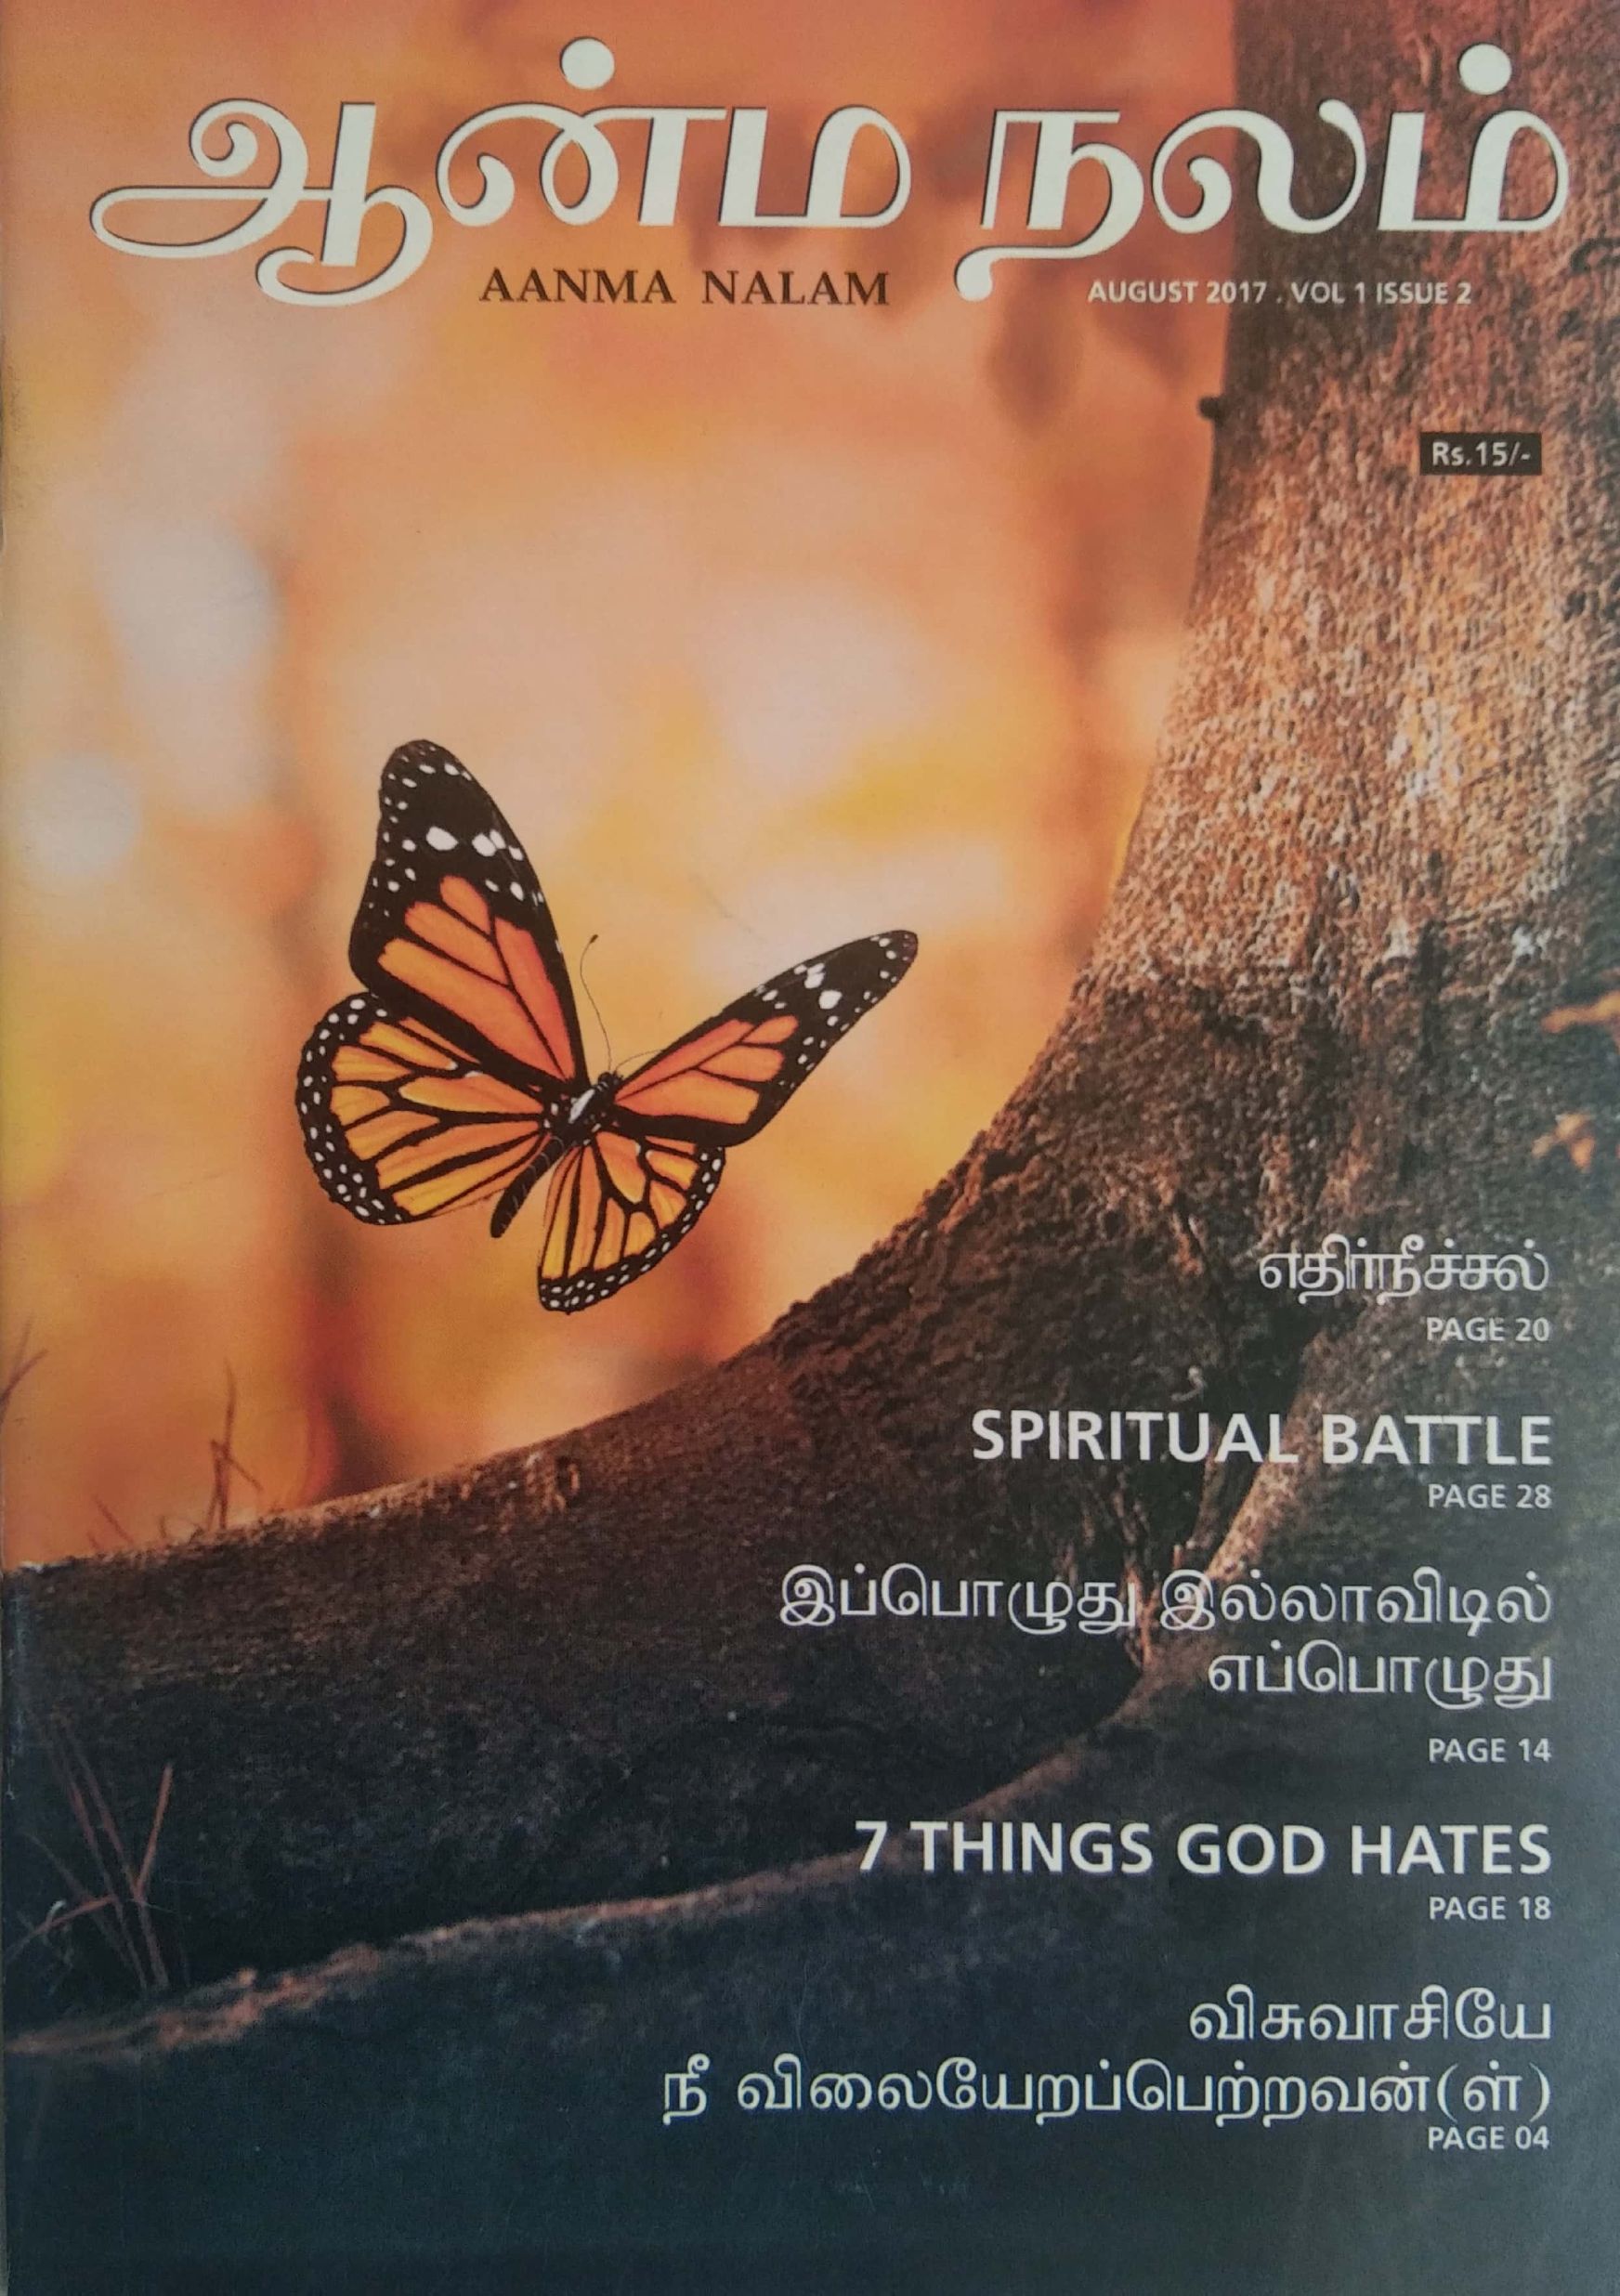 ஆன்ம நலம்
AANMA NALAM
AUGUST 2017 . VOL 1 ISSUE 2
Rs.15/-
எதிர்நீச்சல்
PAGE 20
SPIRITUAL BATTLE
PAGE 28
இப்பொழுது இல்லாவிடில்
எப்பொழுது
PAGE 14
7 THINGS GOD HATES
PAGE 18
விசுவாசியே
நீ விலையேறப்பெற்றவன்(ள்)
PAGE 04